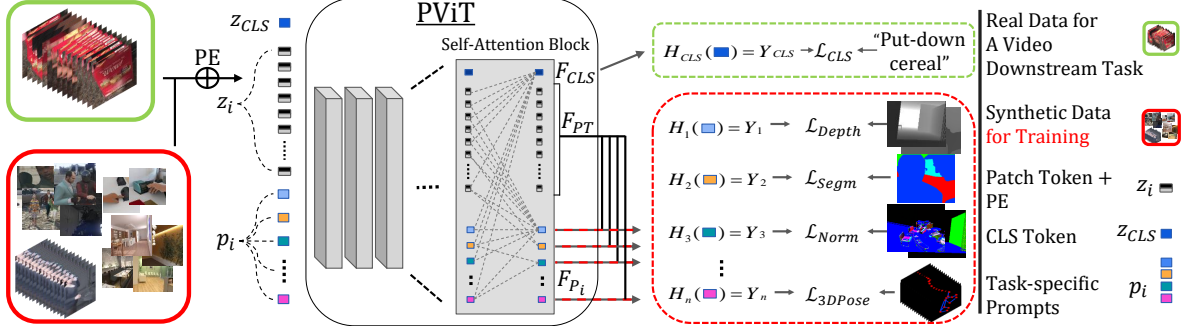 PViT
z_CLS
PE
z_i
p_i
Self-Attention Block
F_CLS
F_PT
F_{P_i}
H_CLS( ) = Y_CLS → ℒ_CLS ← “Put-down cereal”
H_1( ) = Y_1 → ℒ_Depth ←
H_2( ) = Y_2 → ℒ_Segm ←
H_3( ) = Y_3 → ℒ_Norm ←
H_n( ) = Y_n → ℒ_3DPose ←
Real Data for
A Video
Downstream Task
Synthetic Data
for Training
Patch Token +
PE
z_i
CLS Token
z_CLS
Task-specific
Prompts
p_i